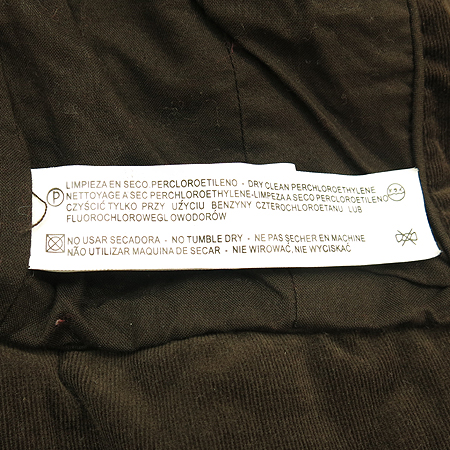 LIMPIEZA EN SECO PERCLOROETILENO - DRY CLEAN PERCHLOROETHYLENE
P NETTOYAGE A SEC PERCHLOROETHYLENE-LIMPEZA A SECO PERCLOROETILENO
CZYŚCIĆ TYLKO PRZY UŻYCIU BENZYNY CZTEROCHLOROETANU LUB
FLUOROCHLOROWEGLOWODORÓW
NO USAR SECADORA - NO TUMBLE DRY - NE PAS SECHER EN MACHINE
NÃO UTILIZAR MAQUINA DE SECAR - NIE WIROWAĆ, NIE WYCISKAĆ